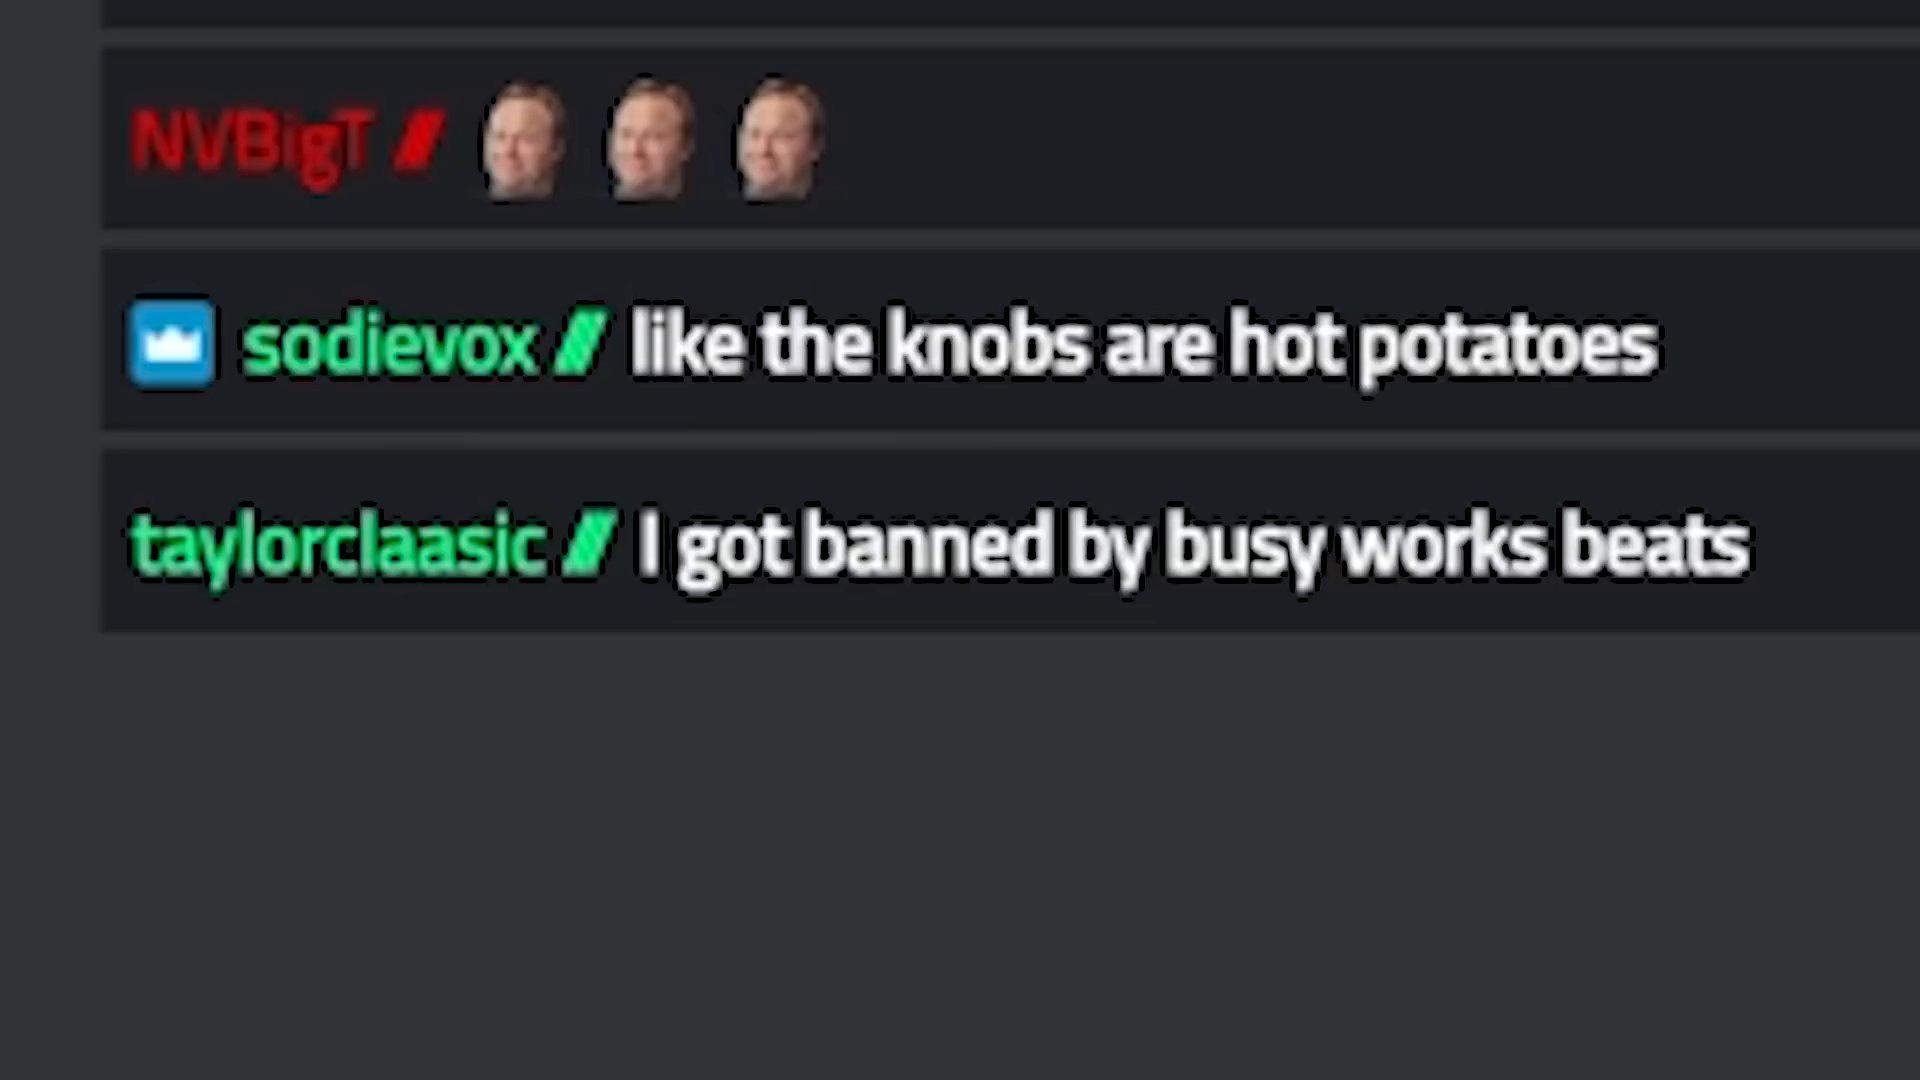 NVBigT //
sodievox // like the knobs are hot potatoes
taylorclaasic // I got banned by busy works beats